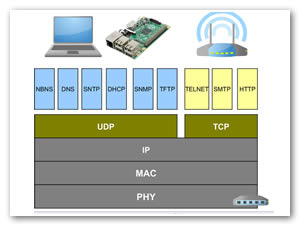 NBNS DNS SNTP DHCP SNMP TFTP TELNET SMTP HTTP
UDP TCP
IP
MAC
PHY